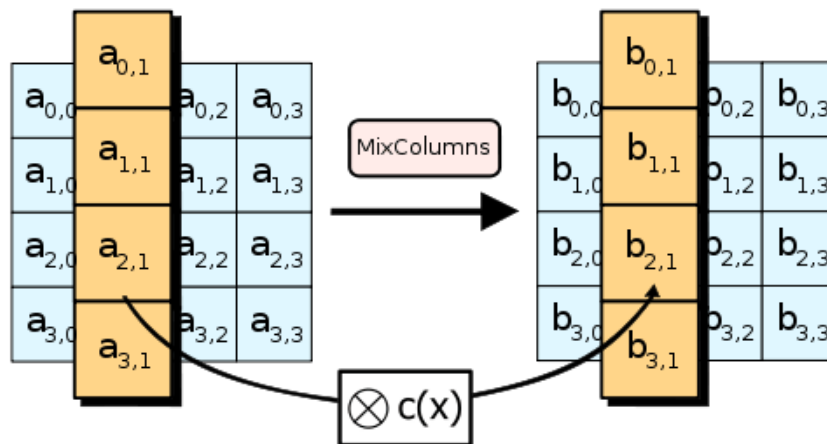 a0,0 a0,1 a0,2 a0,3
a1,0 a1,1 a1,2 a1,3
a2,0 a2,1 a2,2 a2,3
a3,0 a3,1 a3,2 a3,3
MixColumns
b0,0 b0,1 b0,2 b0,3
b1,0 b1,1 b1,2 b1,3
b2,0 b2,1 b2,2 b2,3
b3,0 b3,1 b3,2 b3,3
⊗ c(x)